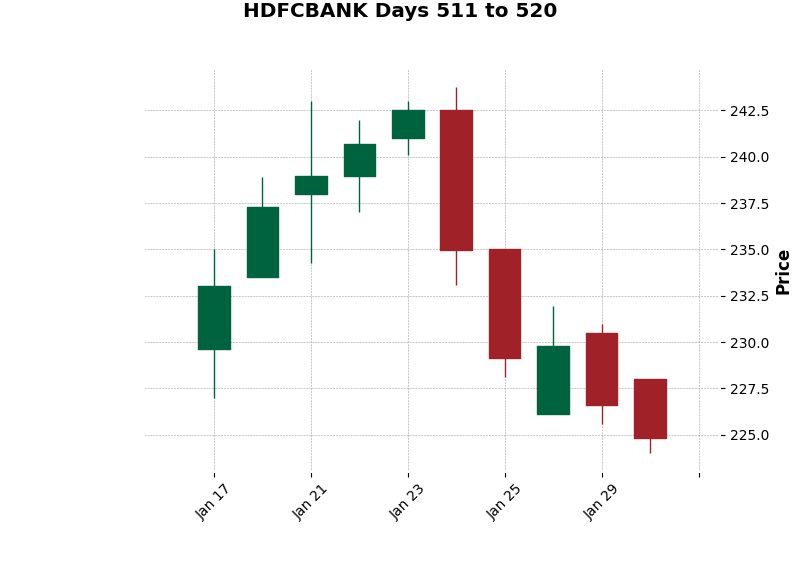 HDFCBANK Days 511 to 520
242.5
240.0
237.5
235.0
232.5
230.0
227.5
225.0
Price
Jan 17
Jan 21
Jan 23
Jan 25
Jan 29